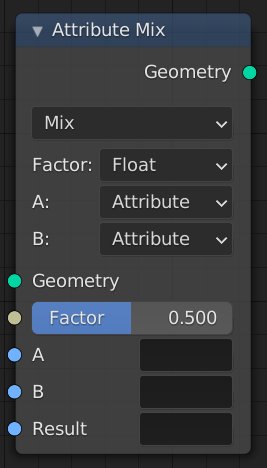 Attribute Mix
Geometry
Mix
Factor: Float
A: Attribute
B: Attribute
Geometry
Factor 0.500
A
B
Result